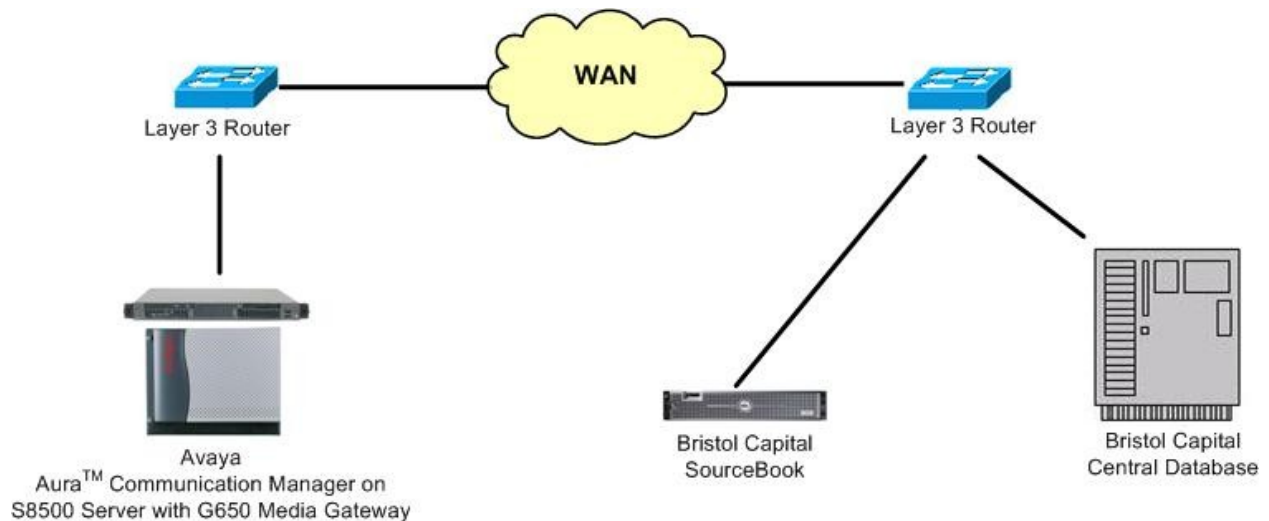 WAN
Layer 3 Router
Layer 3 Router
Avaya
Aura™ Communication Manager on
S8500 Server with G650 Media Gateway
Bristol Capital
SourceBook
Bristol Capital
Central Database